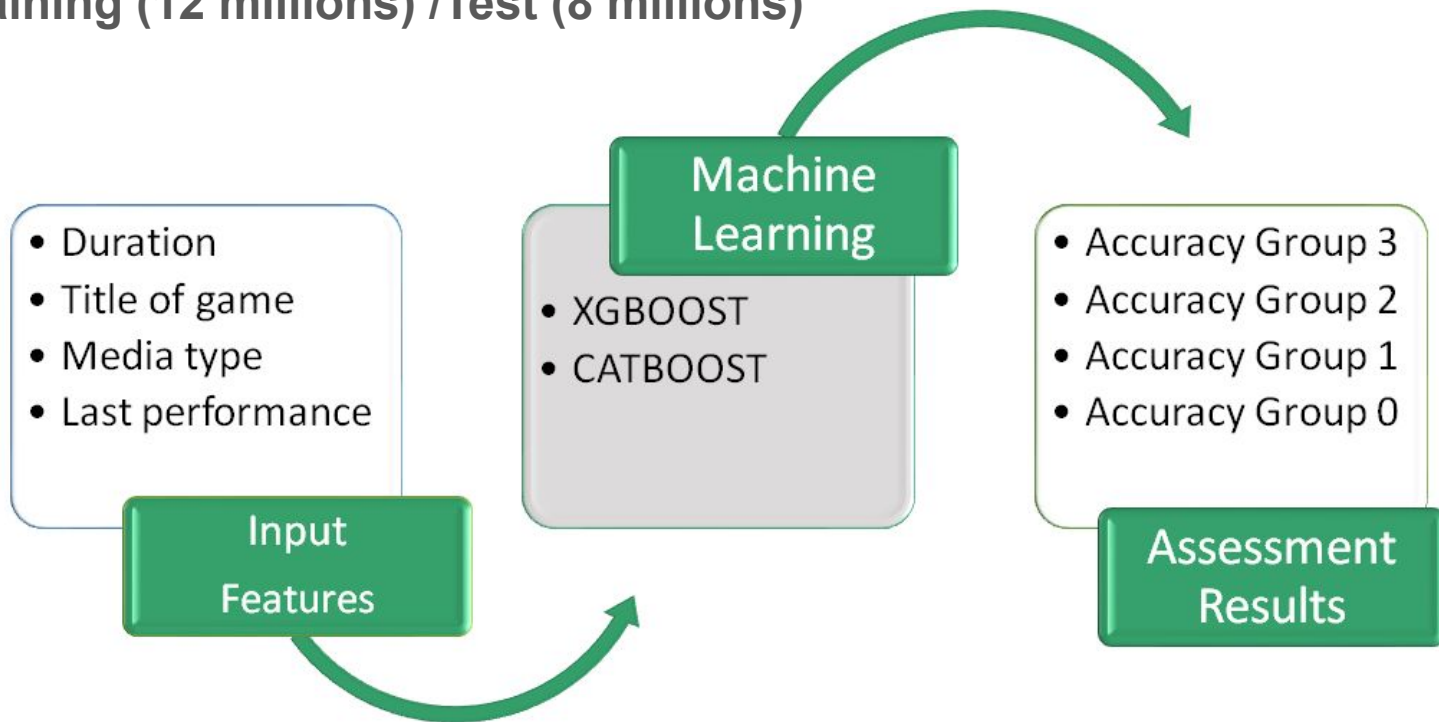 aining (12 millions) /Test (8 millions)
• Duration
• Title of game
• Media type
• Last performance
Input
Features
Machine
Learning
• XGBOOST
• CATBOOST
• Accuracy Group 3
• Accuracy Group 2
• Accuracy Group 1
• Accuracy Group 0
Assessment
Results